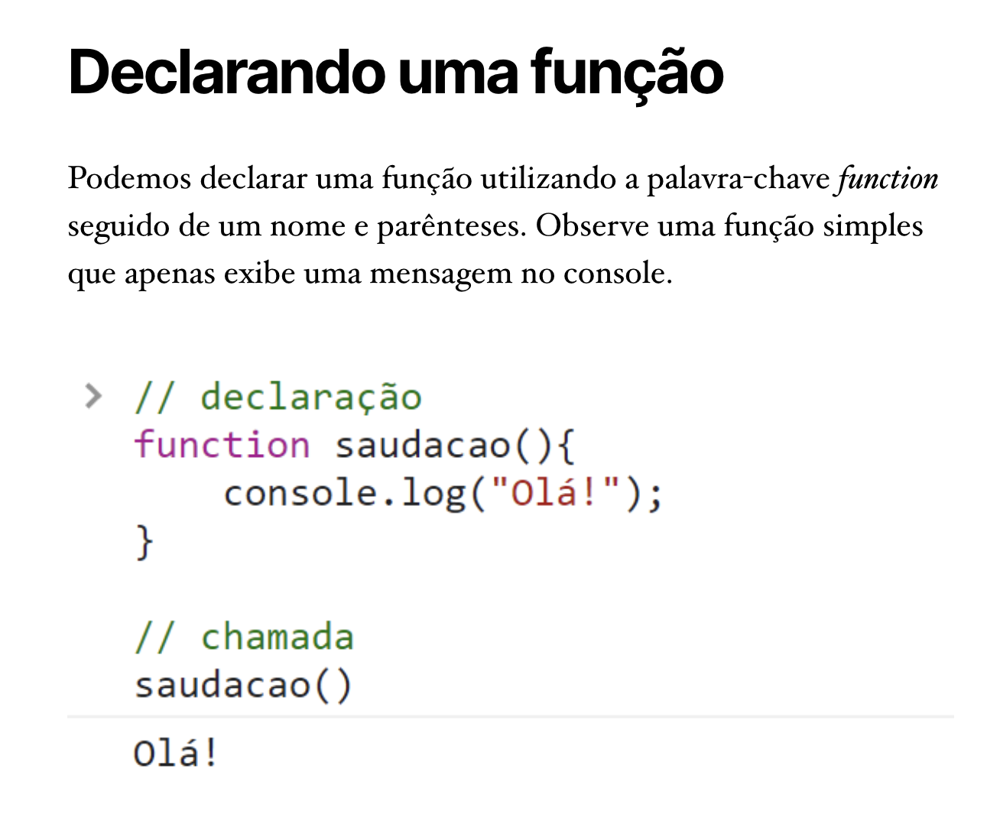 Declarando uma função
Podemos declarar uma função utilizando a palavra-chave function
seguido de um nome e parênteses. Observe uma função simples
que apenas exibe uma mensagem no console.
> // declaração
function saudacao(){
    console.log("Olá!");
}
// chamada
saudacao()
Olá!